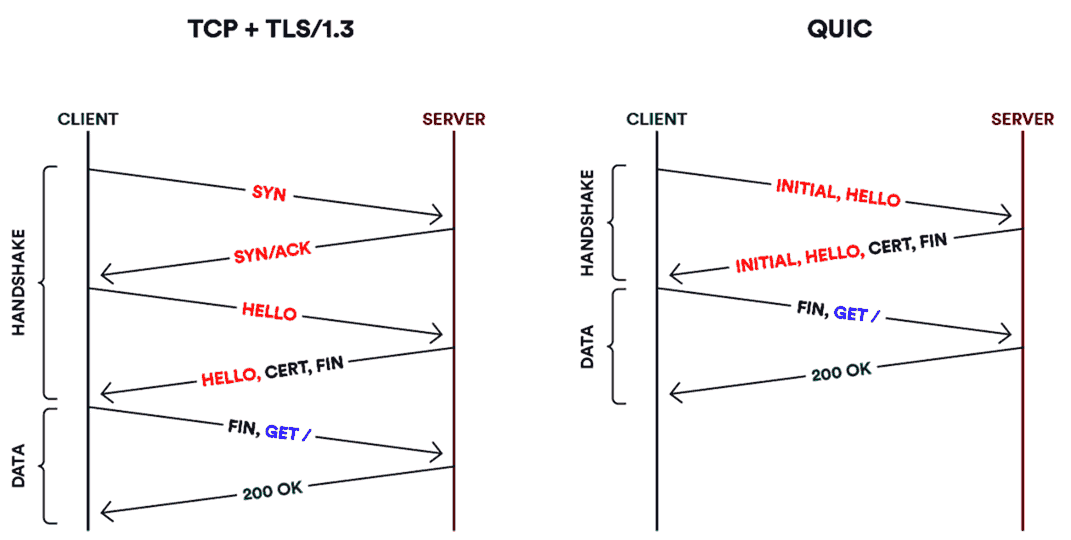 TCP + TLS/1.3
CLIENT
SERVER
HANDSHAKE
SYN
SYN/ACK
HELLO
HELLO, CERT, FIN
DATA
FIN, GET /
200 OK
QUIC
CLIENT
SERVER
HANDSHAKE
INITIAL, HELLO
INITIAL, HELLO, CERT, FIN
DATA
FIN, GET /
200 OK